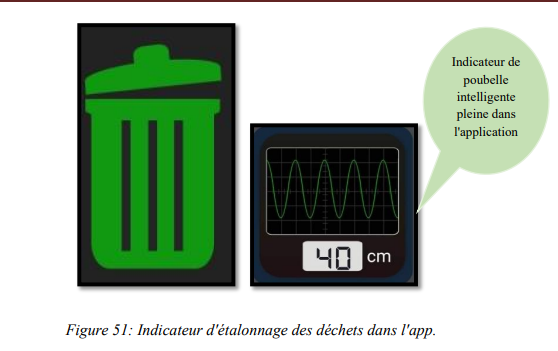 Indicateur de
poubelle
intelligente
pleine dans
l'application
40 cm
Figure 51: Indicateur d'étalonnage des déchets dans l'app.